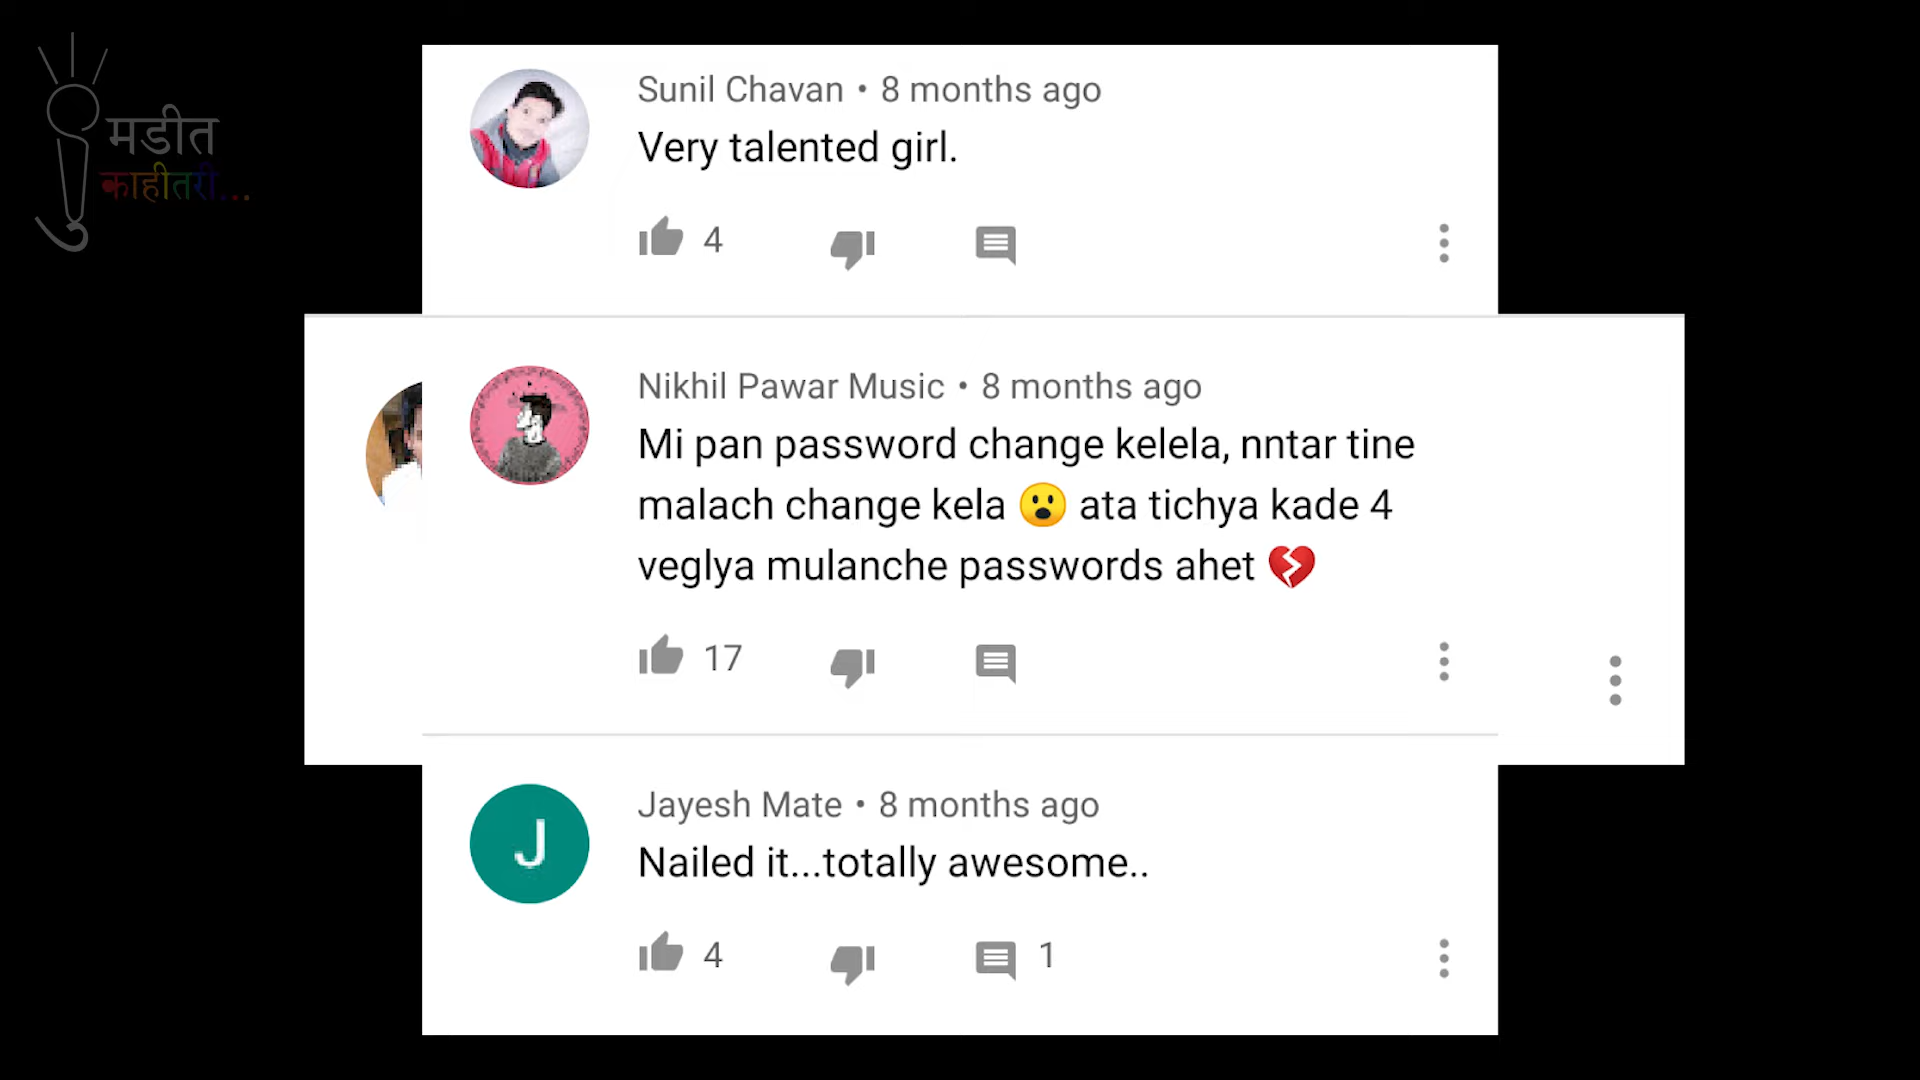 मडीत
काहीतरी...
Sunil Chavan • 8 months ago
Very talented girl.
4
Nikhil Pawar Music • 8 months ago
Mi pan password change kelela, nntar tine
malach change kela 😮 ata tichya kade 4
veglya mulanche passwords ahet 💔
17
J
Jayesh Mate • 8 months ago
Nailed it...totally awesome..
4
1